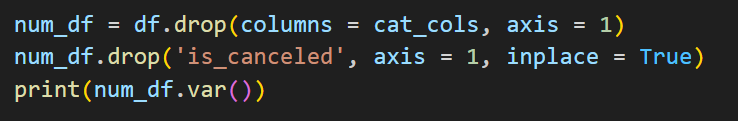 num_df = df.drop(columns = cat_cols, axis = 1)
num_df.drop('is_canceled', axis = 1, inplace = True)
print(num_df.var())